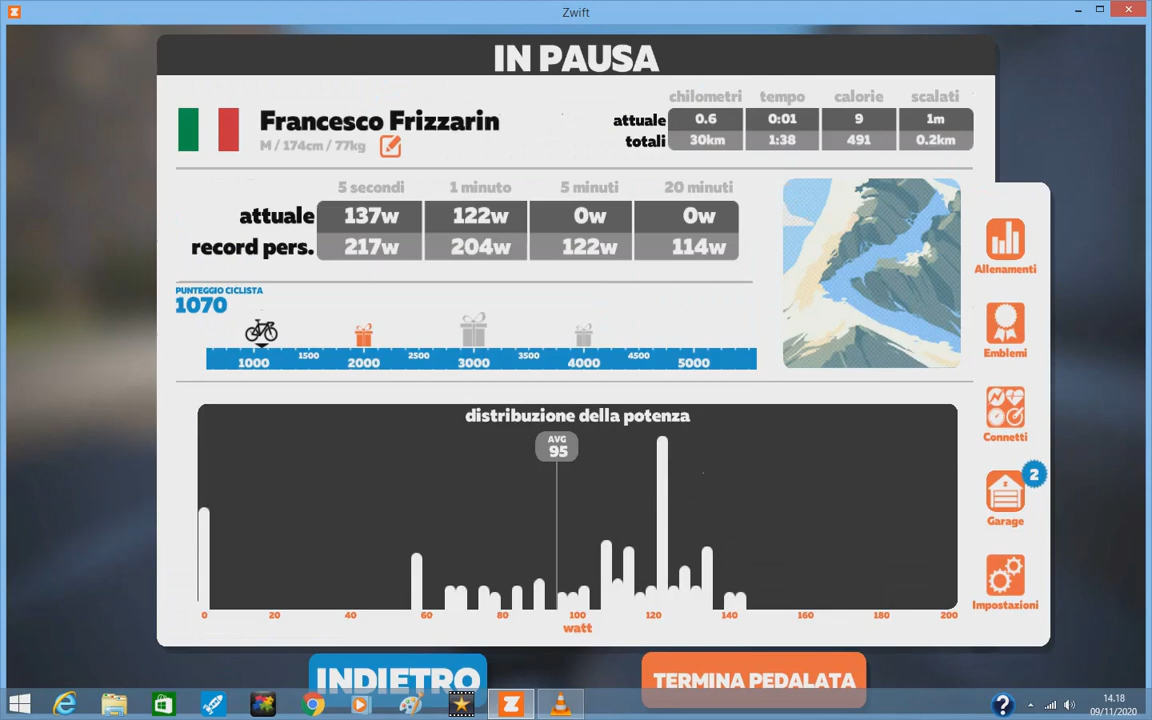 Zwift
IN PAUSA
Francesco Frizzarin
M / 174cm / 77kg
chilometri tempo calorie scalati
attuale 0.6 0:01 9 1m
totali 30km 1:38 491 0.2km
5 secondi 1 minuto 5 minuti 20 minuti
attuale 137w 122w 0w 0w
record pers. 217w 204w 122w 114w
PUNTEGGIO CICLISTA
1070
1000 1500 2000 2500 3000 3500 4000 4500 5000
distribuzione della potenza
AVG
95
0 20 40 60 80 100 120 140 160 180 200
watt
Allenamenti
Emblemi
Connetti
2
Garage
Impostazioni
INDIETRO
TERMINA PEDALATA
14.18
09/11/2020